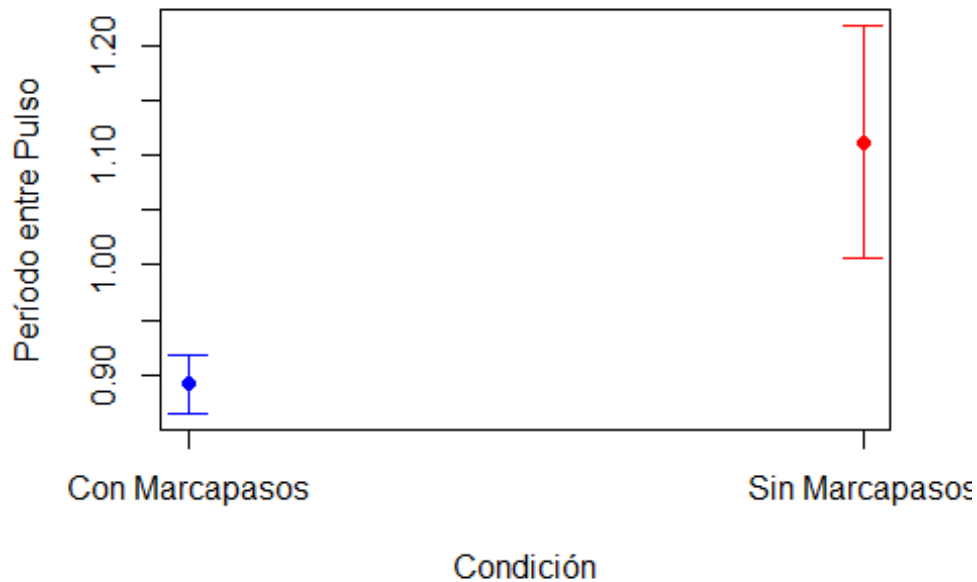 Período entre Pulso
1.20
1.10
1.00
0.90
Con Marcapasos
Sin Marcapasos
Condición